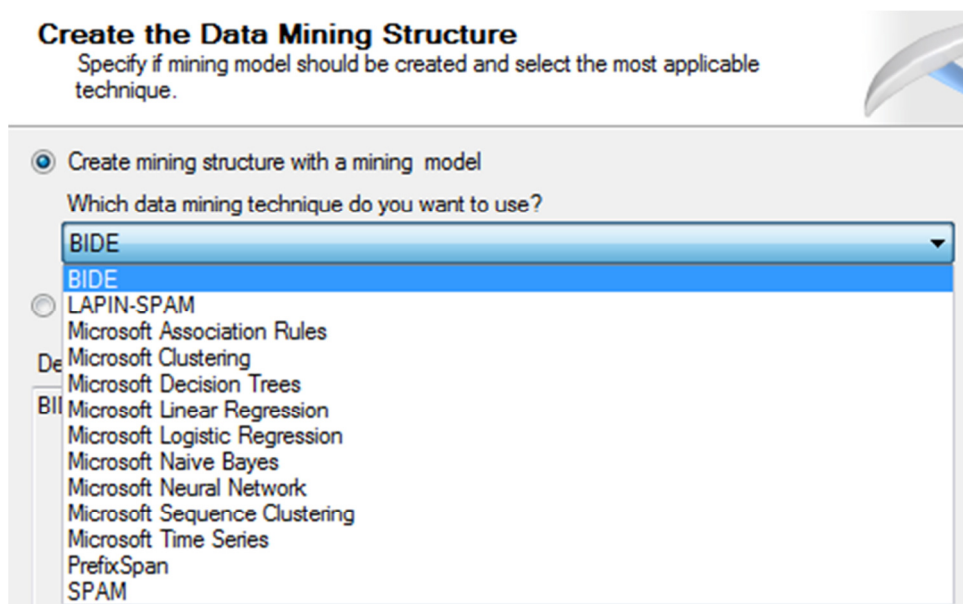 Create the Data Mining Structure
Specify if mining model should be created and select the most applicable
technique.
Create mining structure with a mining model
Which data mining technique do you want to use?
BIDE
BIDE
LAPIN-SPAM
Microsoft Association Rules
Microsoft Clustering
De
Microsoft Decision Trees
Microsoft Linear Regression
Microsoft Logistic Regression
Microsoft Naive Bayes
Microsoft Neural Network
Microsoft Sequence Clustering
Microsoft Time Series
PrefixSpan
SPAM